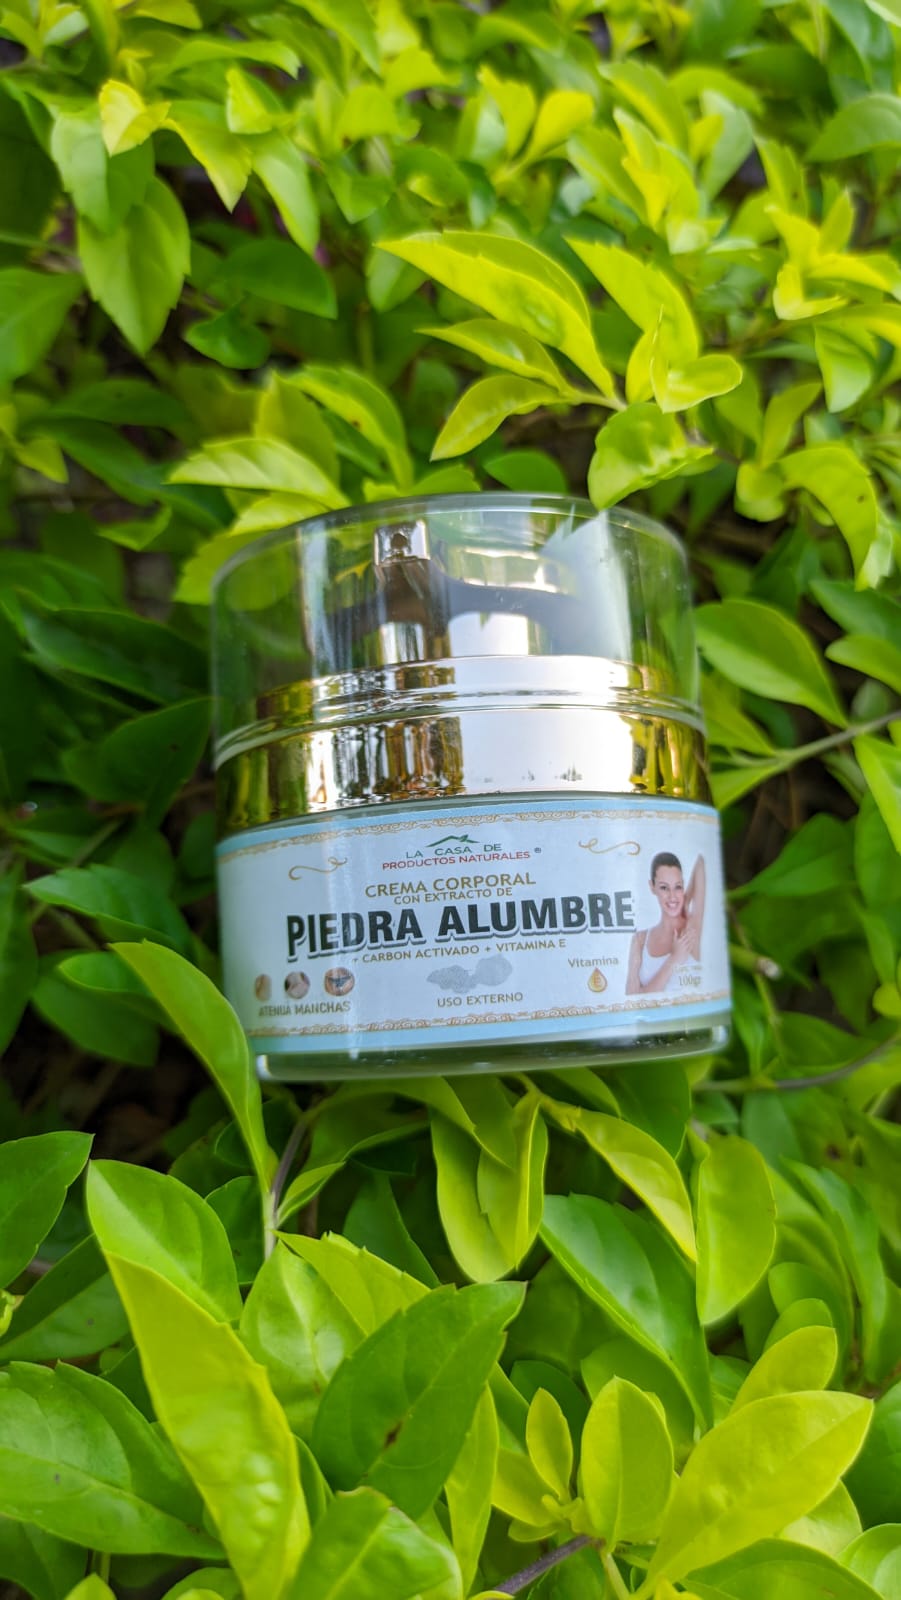 LA CASA DE
PRODUCTOS NATURALES ®
CREMA CORPORAL
CON EXTRACTO DE
PIEDRA ALUMBRE
+ CARBON ACTIVADO + VITAMINA E
Vitamina
E
ATENUA MANCHAS
USO EXTERNO
100gr